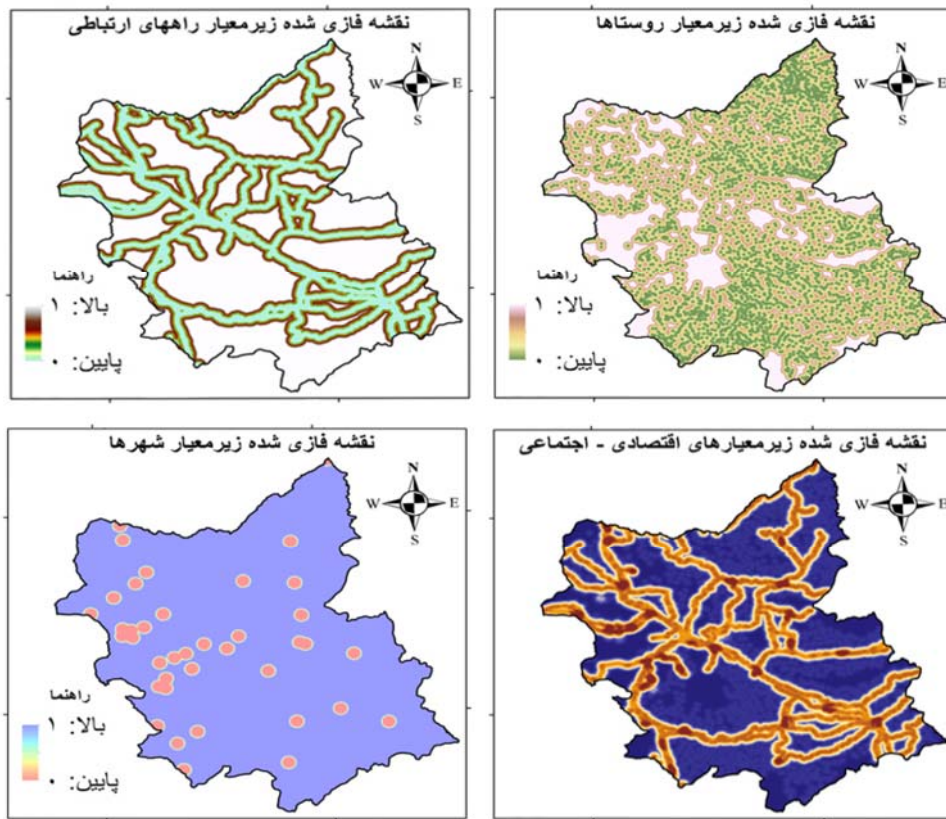 نقشه فازی شده زیرمعیار روستاها
N
W E
S
راهنما
بالا: ۱
پایین: ۰
نقشه فازی شده زیرمعیار راههای ارتباطی
N
W E
S
راهنما
بالا: ۱
پایین: ۰
نقشه فازی شده زیرمعیارهای اقتصادی - اجتماعی
N
W E
S
نقشه فازی شده زیرمعیار شهرها
N
W E
S
راهنما
بالا: ۱
پایین: ۰